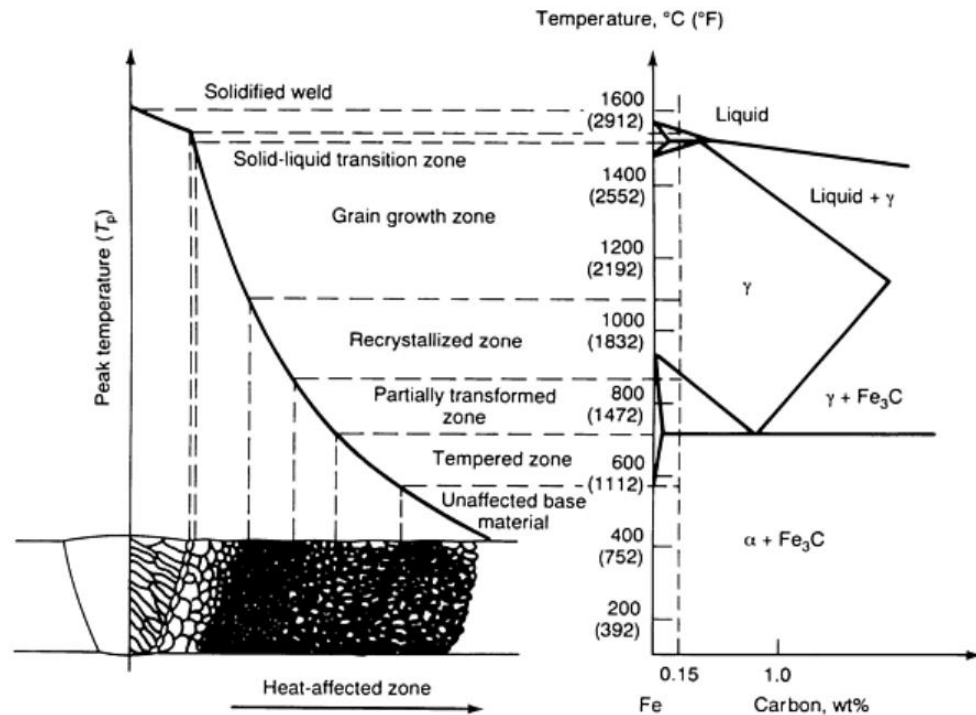 Temperature, °C (°F)
Peak temperature (Tp)
Solidified weld
Solid-liquid transition zone
Grain growth zone
Recrystallized zone
Partially transformed
zone
Tempered zone
Unaffected base
material
Heat-affected zone
1600
(2912)
1400
(2552)
1200
(2192)
1000
(1832)
800
(1472)
600
(1112)
400
(752)
200
(392)
Liquid
Liquid + γ
γ
γ + Fe₃C
α + Fe₃C
0.15
1.0
Fe
Carbon, wt%